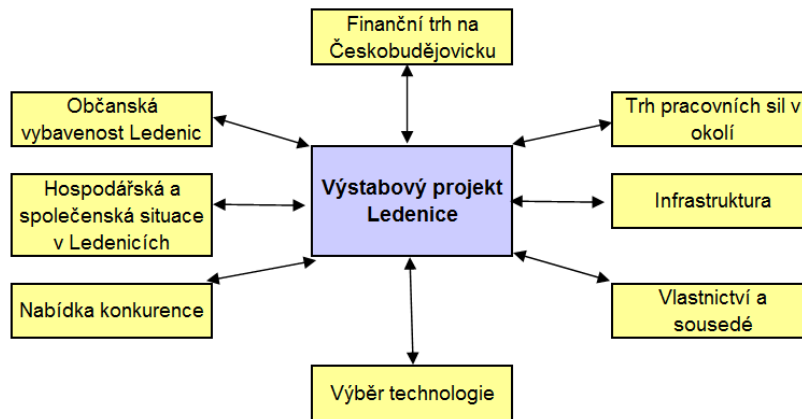 Finanční trh na
Českobudějovicku
Občanská
vybavenost Ledenic
Trh pracovních sil v
okolí
Výstabový projekt
Ledenice
Hospodářská a
společenská situace
v Ledenicích
Infrastruktura
Nabídka konkurence
Vlastnictví a
sousedé
Výběr technologie